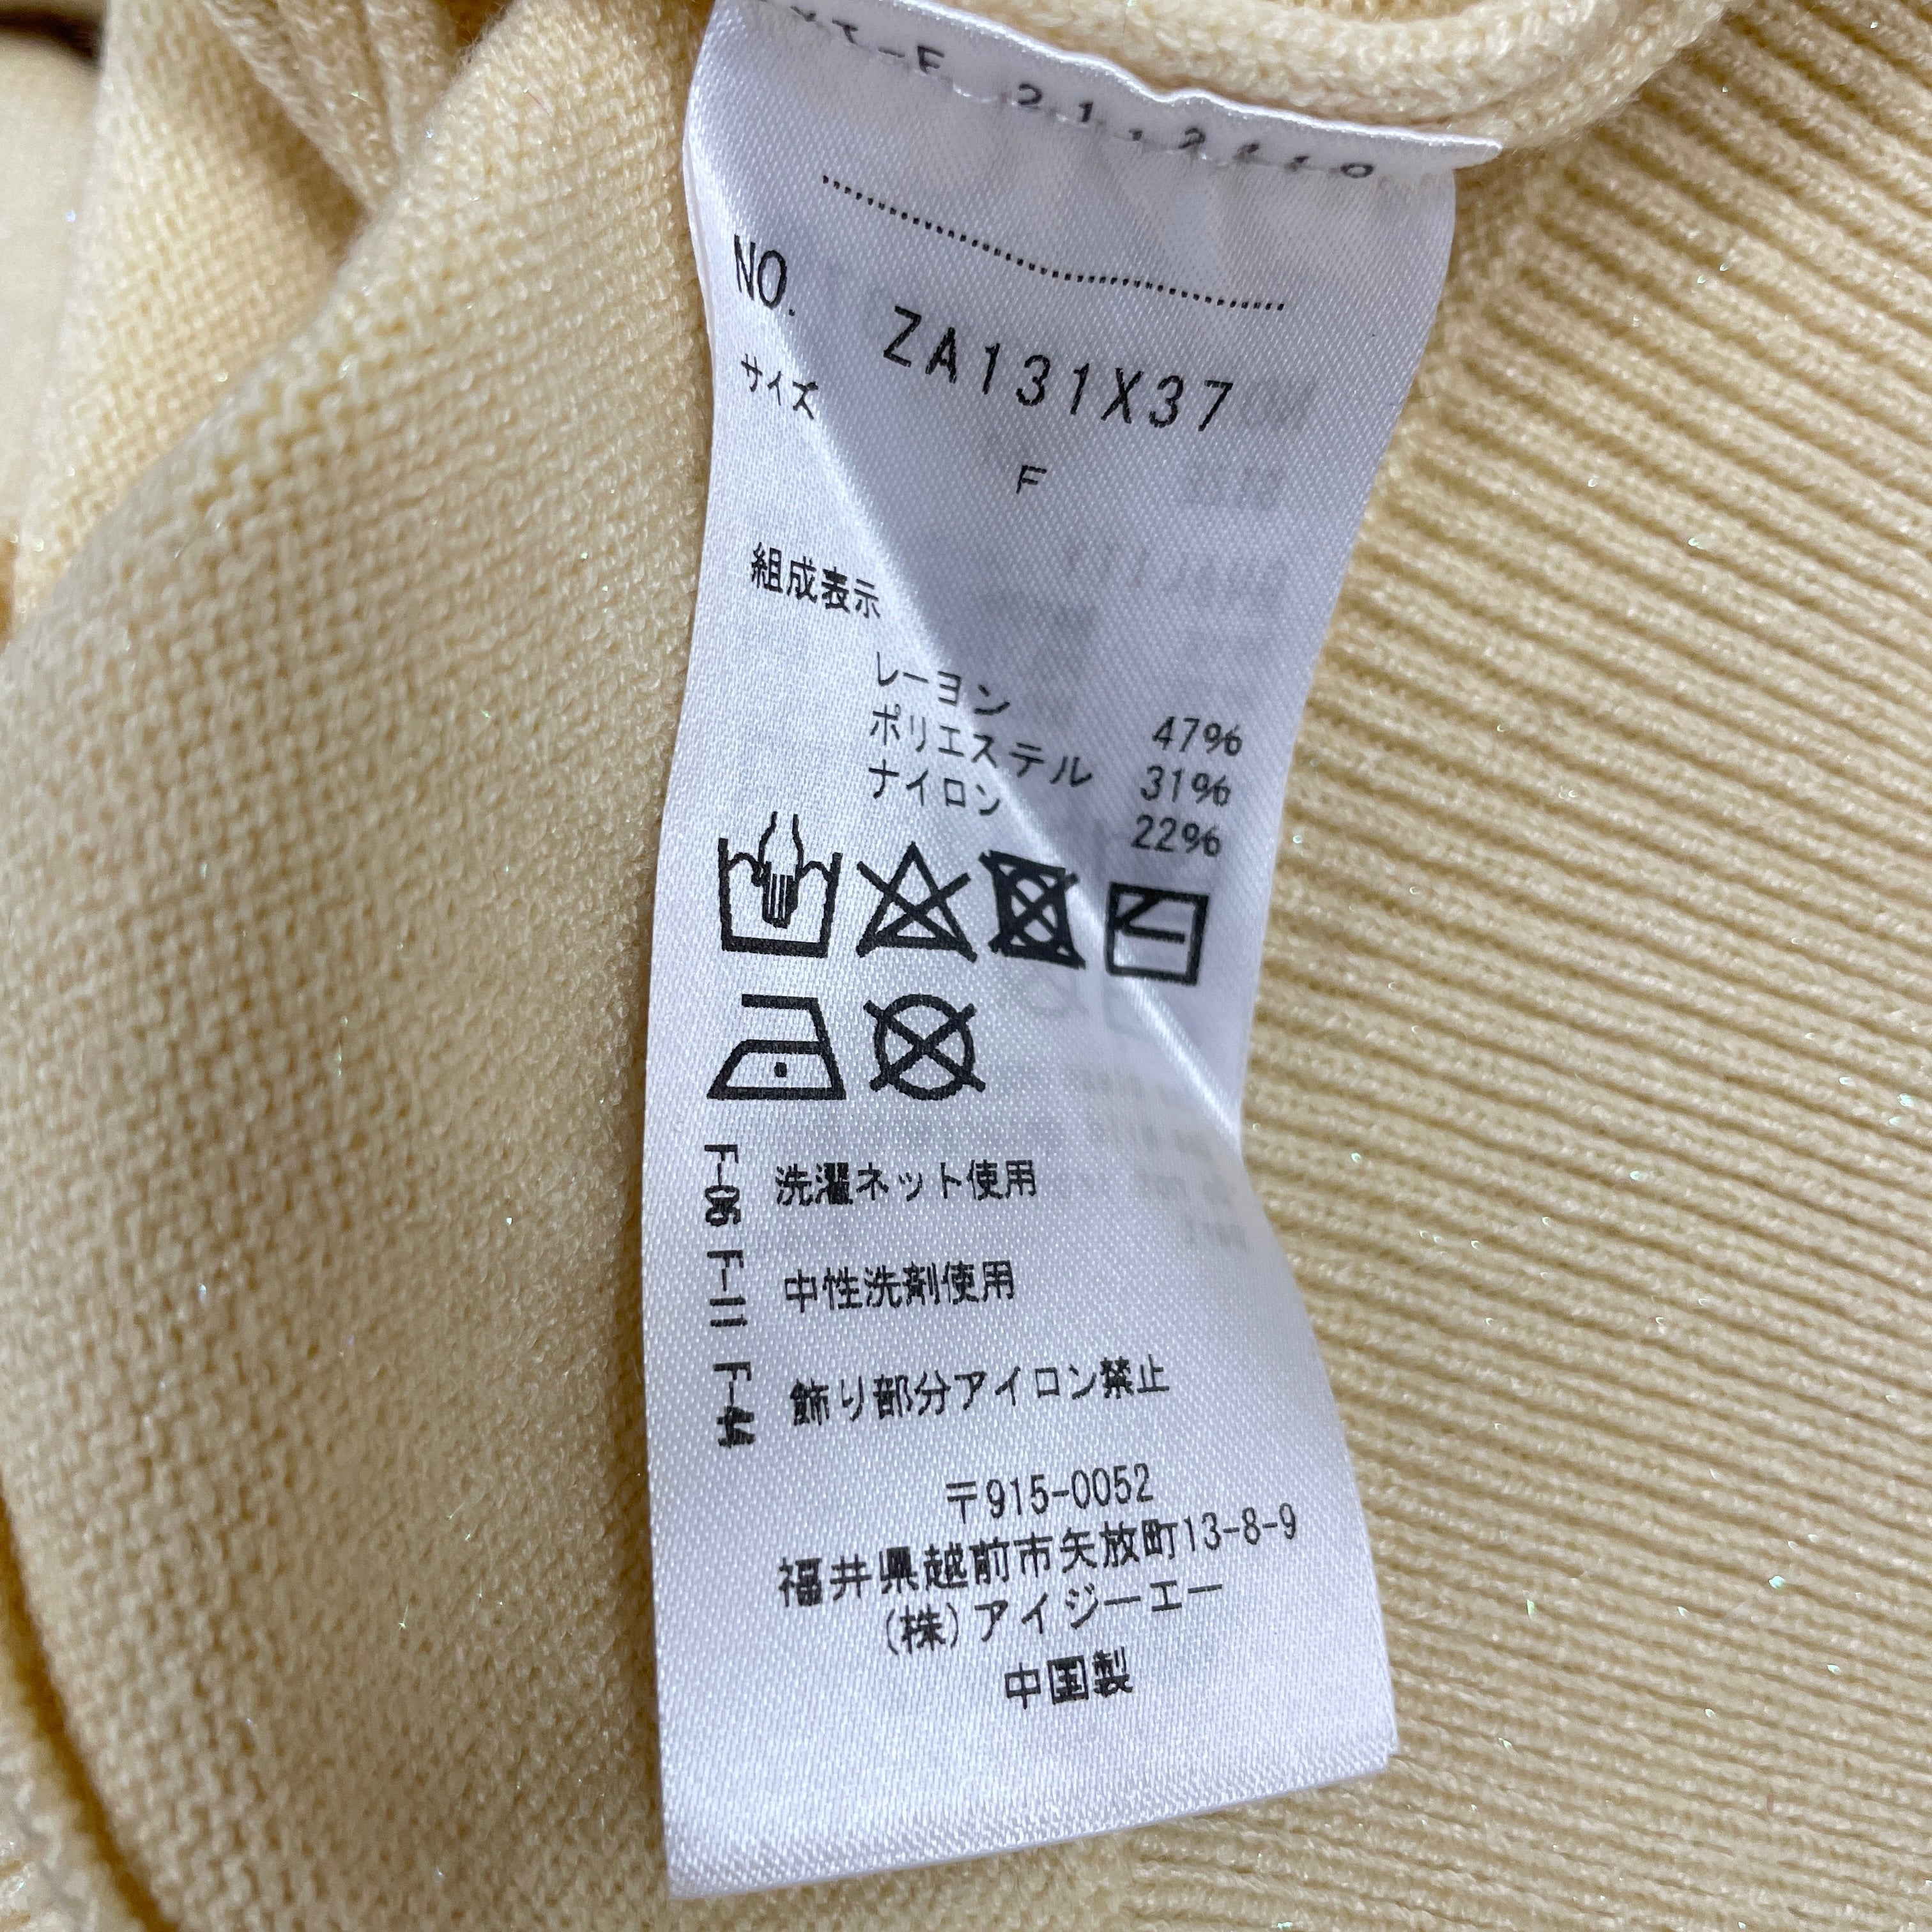 NO. ZA131X37
サイズ
F
組成表示
レーヨン 47%
ポリエステル 31%
ナイロン 22%
F-06 洗濯ネット使用
F-11 中性洗剤使用
F-44 飾り部分アイロン禁止
〒915-0052
福井県越前市矢放町13-8-9
(株)アイジーエー
中国製